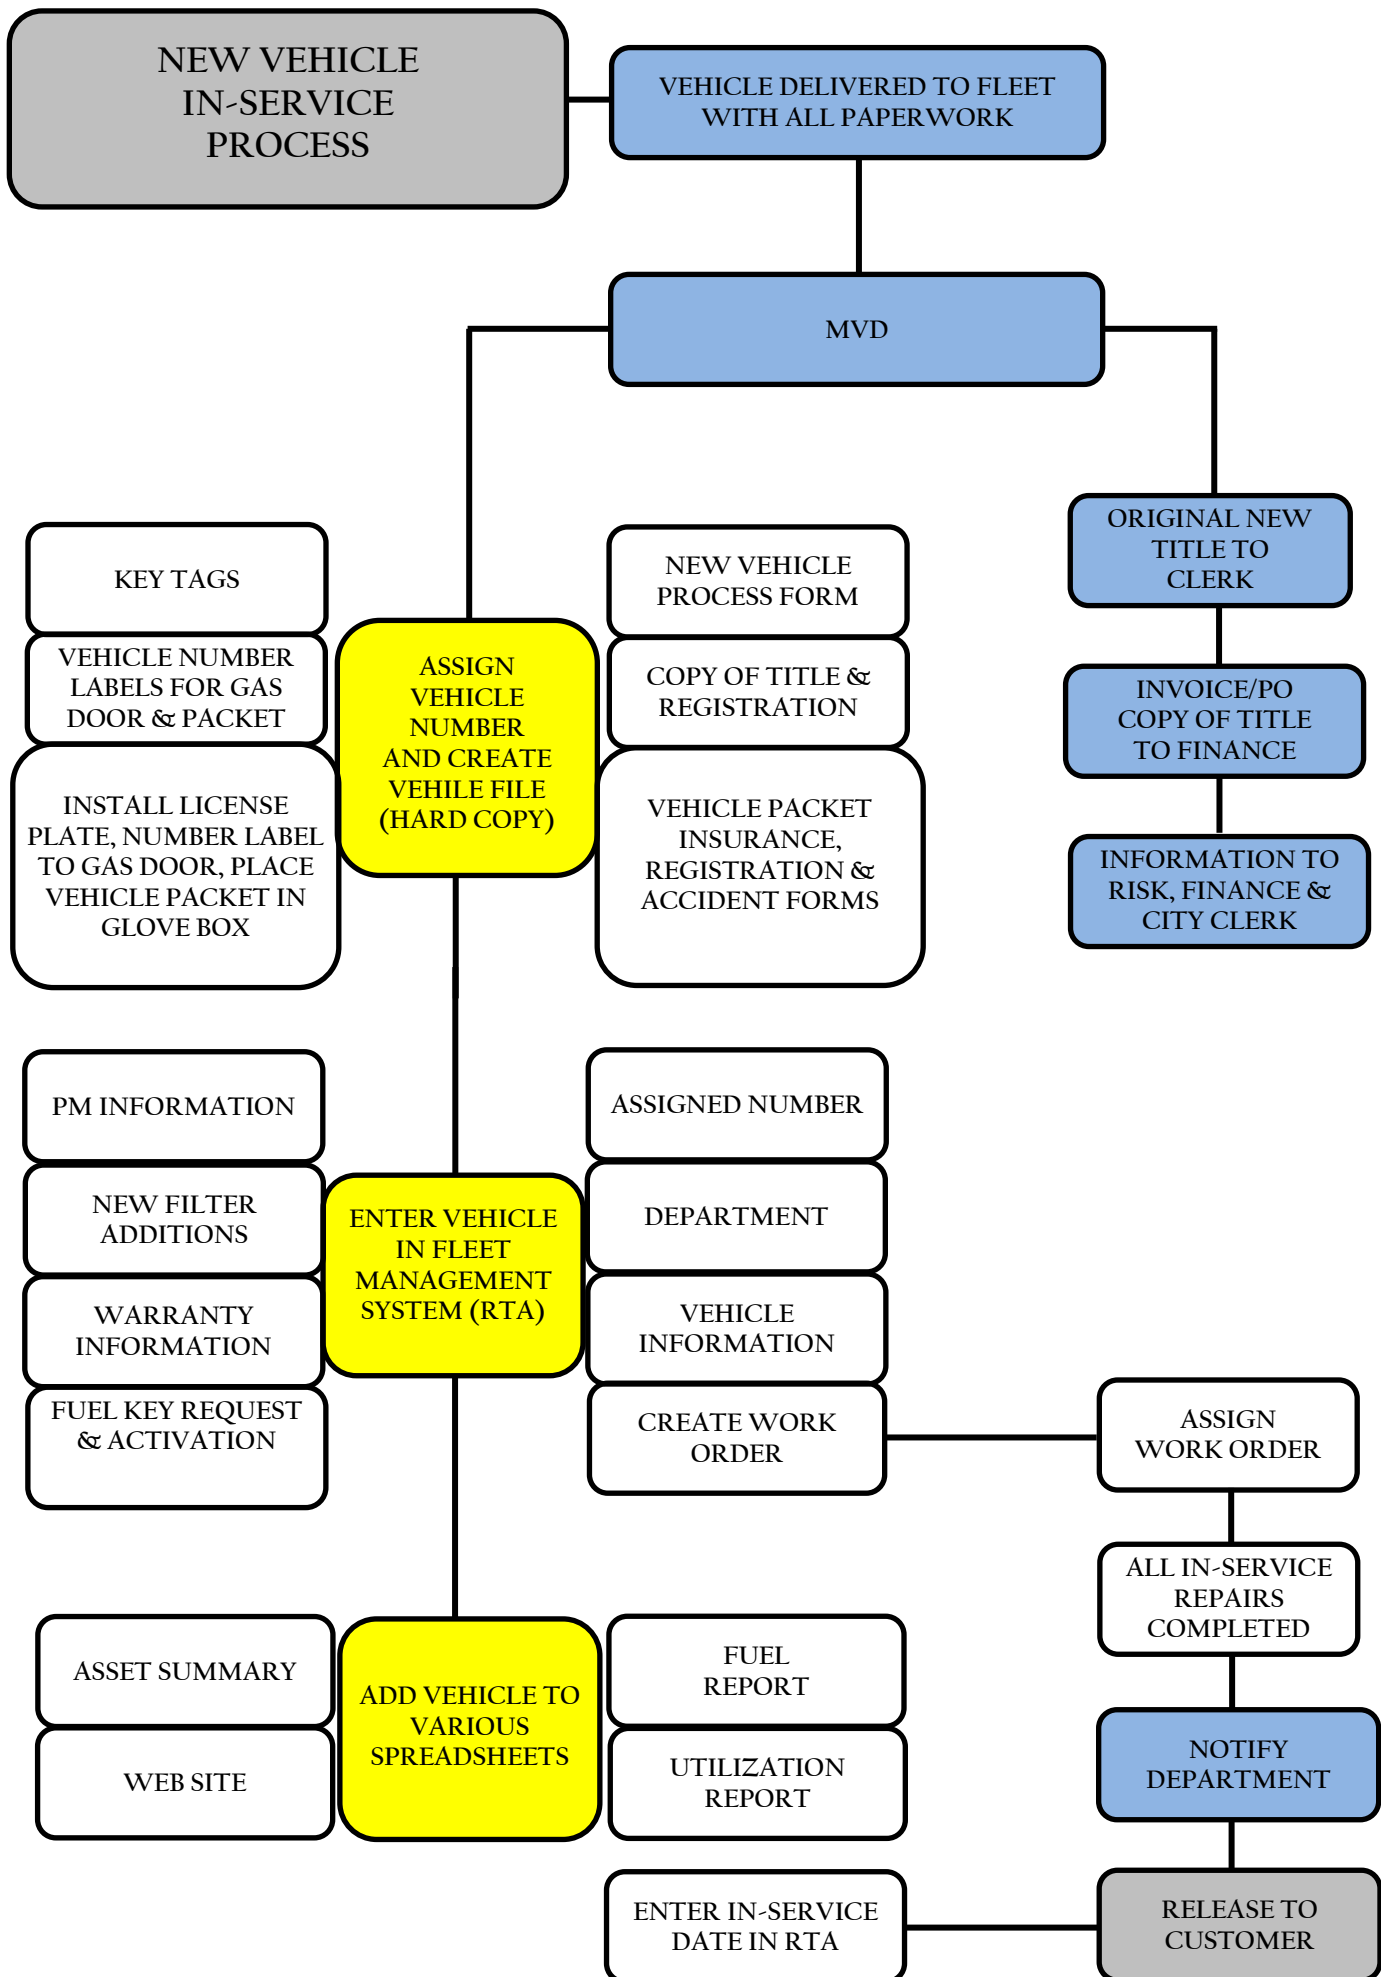 NEW VEHICLE
IN-SERVICE
PROCESS
VEHICLE DELIVERED TO FLEET
WITH ALL PAPERWORK
MVD
ORIGINAL NEW
TITLE TO
CLERK
INVOICE/PO
COPY OF TITLE
TO FINANCE
INFORMATION TO
RISK, FINANCE &
CITY CLERK
KEY TAGS
VEHICLE NUMBER
LABELS FOR GAS
DOOR & PACKET
INSTALL LICENSE
PLATE, NUMBER LABEL
TO GAS DOOR, PLACE
VEHICLE PACKET IN
GLOVE BOX
ASSIGN
VEHICLE
NUMBER
AND CREATE
VEHILE FILE
(HARD COPY)
NEW VEHICLE
PROCESS FORM
COPY OF TITLE &
REGISTRATION
VEHICLE PACKET
INSURANCE,
REGISTRATION &
ACCIDENT FORMS
PM INFORMATION
NEW FILTER
ADDITIONS
WARRANTY
INFORMATION
FUEL KEY REQUEST
& ACTIVATION
ENTER VEHICLE
IN FLEET
MANAGEMENT
SYSTEM (RTA)
ASSIGNED NUMBER
DEPARTMENT
VEHICLE
INFORMATION
CREATE WORK
ORDER
ASSIGN
WORK ORDER
ALL IN-SERVICE
REPAIRS
COMPLETED
NOTIFY
DEPARTMENT
RELEASE TO
CUSTOMER
ENTER IN-SERVICE
DATE IN RTA
ASSET SUMMARY
WEB SITE
ADD VEHICLE TO
VARIOUS
SPREADSHEETS
FUEL
REPORT
UTILIZATION
REPORT